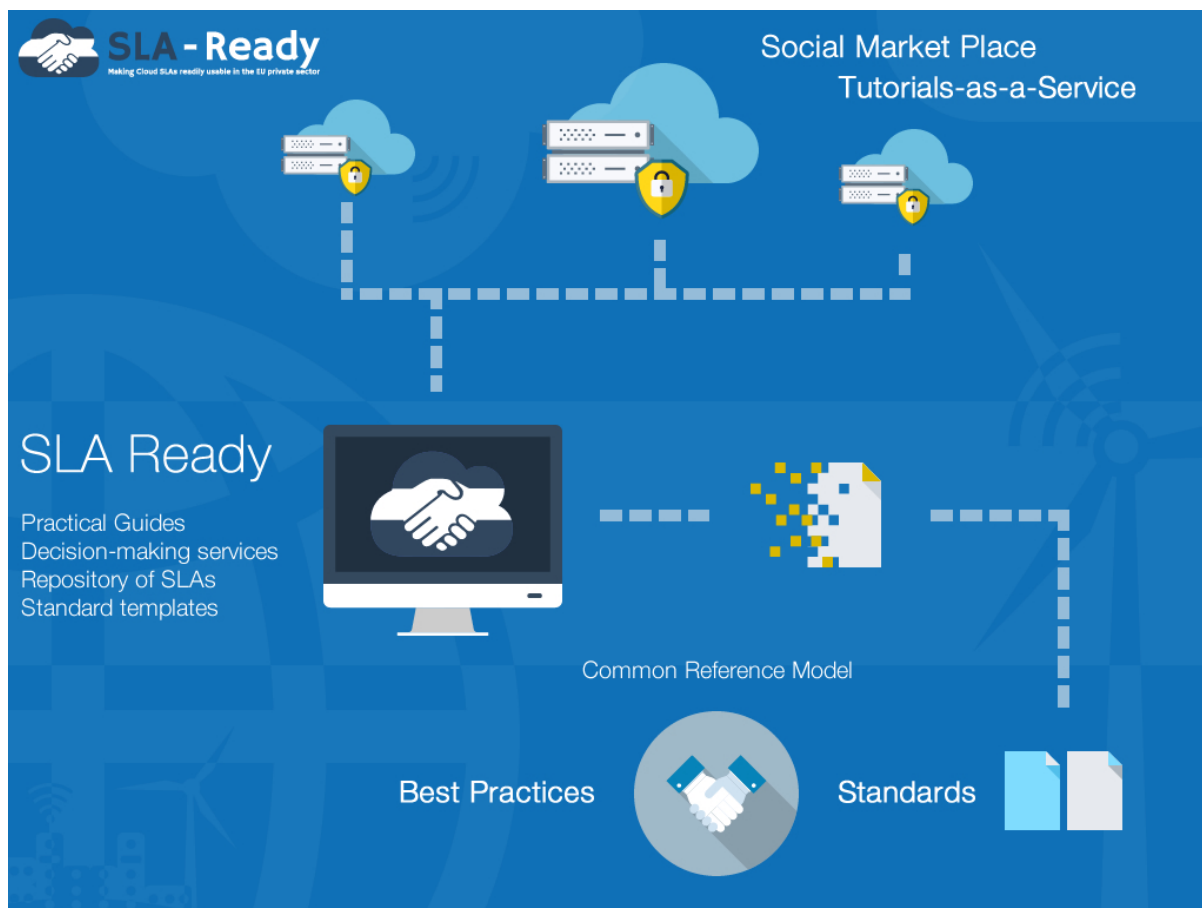 SLA-Ready
Making Cloud SLAs readily usable in the EU private sector
Social Market Place
Tutorials-as-a-Service
SLA Ready
Practical Guides
Decision-making services
Repository of SLAs
Standard templates
Common Reference Model
Best Practices
Standards